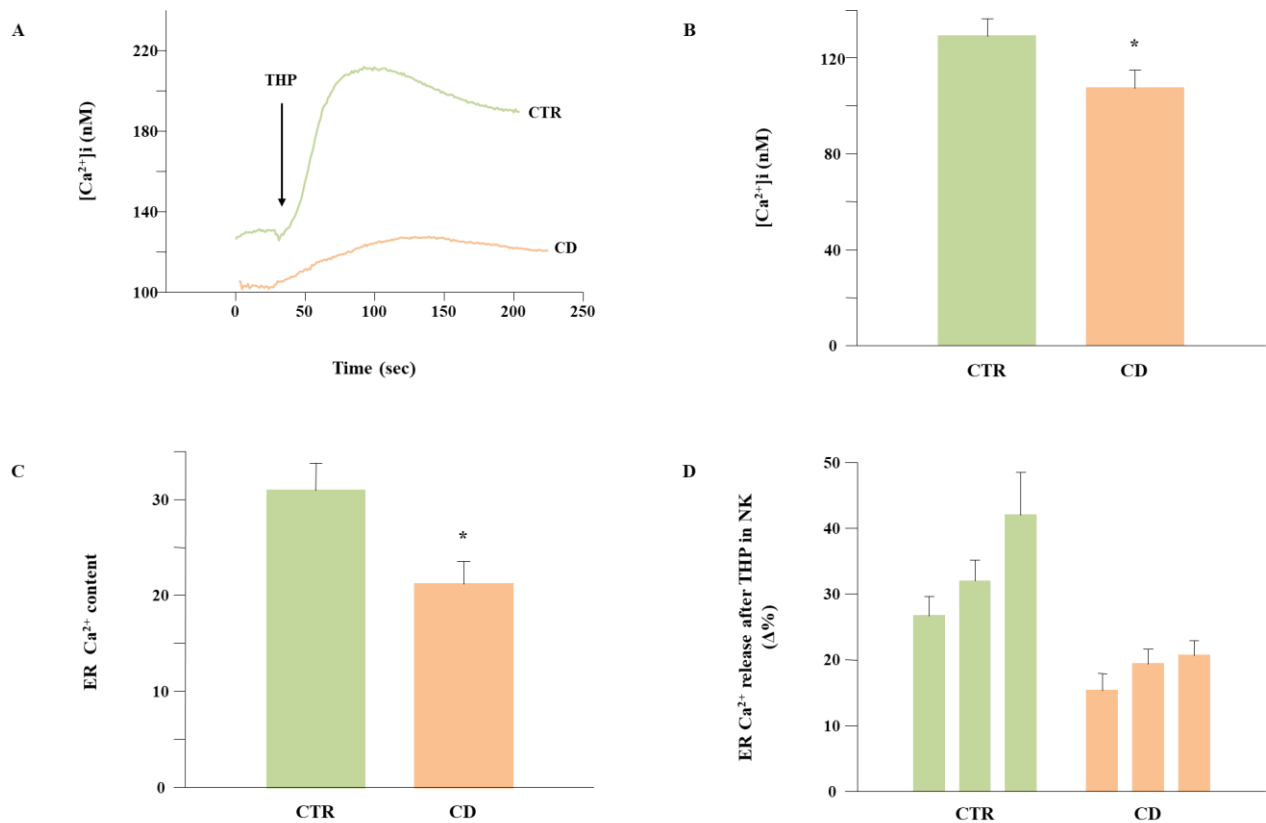 A
[Ca²⁺]i (nM)
220
180
140
100
THP
CTR
CD
0
50
100
150
200
250
Time (sec)
B
[Ca²⁺]i (nM)
120
80
40
0
*
CTR
CD
C
ER Ca²⁺ content
30
20
10
0
*
CTR
CD
D
ER Ca²⁺ release after THP in NK
(Δ%)
50
40
30
20
10
0
CTR
CD